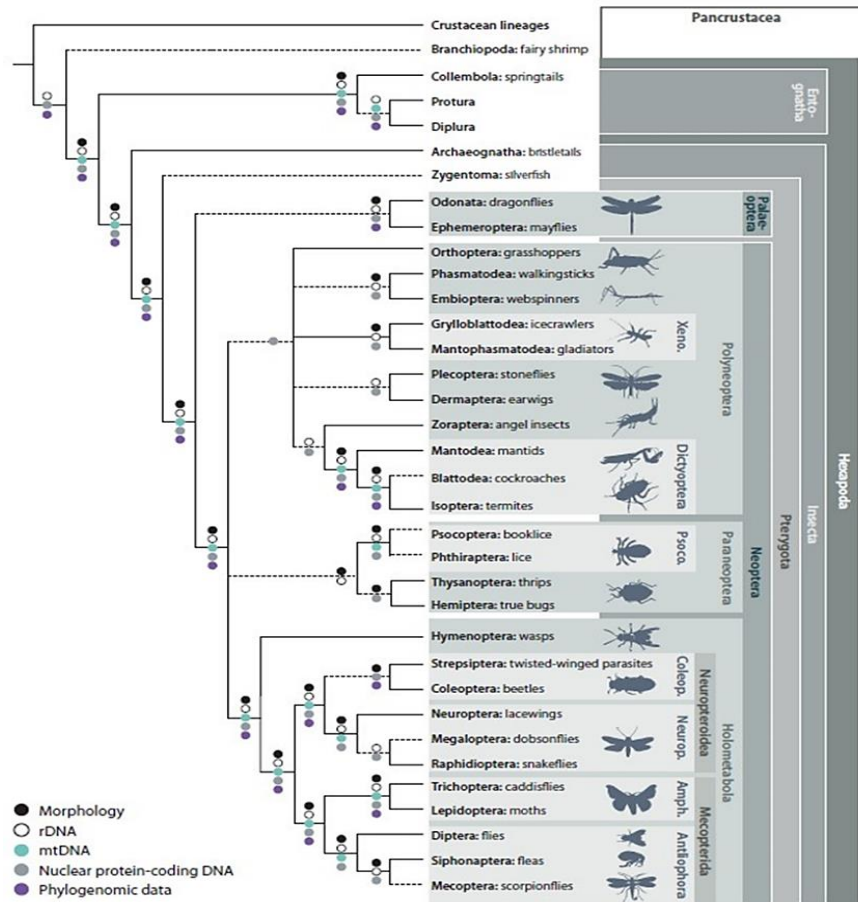 Pancrustacea
Crustacean lineages
Branchiopoda: fairy shrimp
Collembola: springtails
Protura
Diplura
Ento-
gnatha
Archaeognatha: bristletails
Zygentoma: silverfish
Odonata: dragonflies
Ephemeroptera: mayflies
Palae-
optera
Orthoptera: grasshoppers
Phasmatodea: walkingsticks
Embioptera: webspinners
Grylloblattodea: icecrawlers
Mantophasmatodea: gladiators
Xeno.
Plecoptera: stoneflies
Dermaptera: earwigs
Zoraptera: angel insects
Mantodea: mantids
Blattodea: cockroaches
Isoptera: termites
Dictyoptera
Polyneoptera
Psocoptera: booklice
Phthiraptera: lice
Psoco.
Thysanoptera: thrips
Hemiptera: true bugs
Paraneoptera
Neoptera
Pterygota
Insecta
Hexapoda
Hymenoptera: wasps
Strepsiptera: twisted-winged parasites
Coleoptera: beetles
Coleop.
Neuroptera: lacewings
Megaloptera: dobsonflies
Raphidioptera: snakeflies
Neurop.
Neuropteroidea
Holometabola
Trichoptera: caddisflies
Lepidoptera: moths
Amph.
Diptera: flies
Siphonaptera: fleas
Mecoptera: scorpionflies
Antliophora
Mecopterida
Morphology
rDNA
mtDNA
Nuclear protein-coding DNA
Phylogenomic data